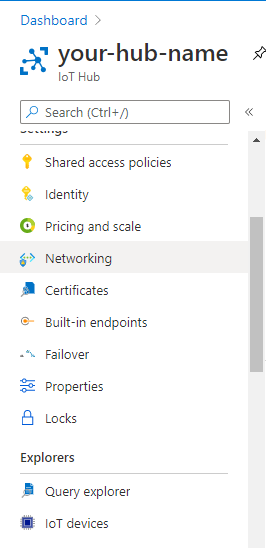 Dashboard
your-hub-name
IoT Hub
Search (Ctrl+/)
Settings
Shared access policies
Identity
Pricing and scale
Networking
Certificates
Built-in endpoints
Failover
Properties
Locks
Explorers
Query explorer
IoT devices